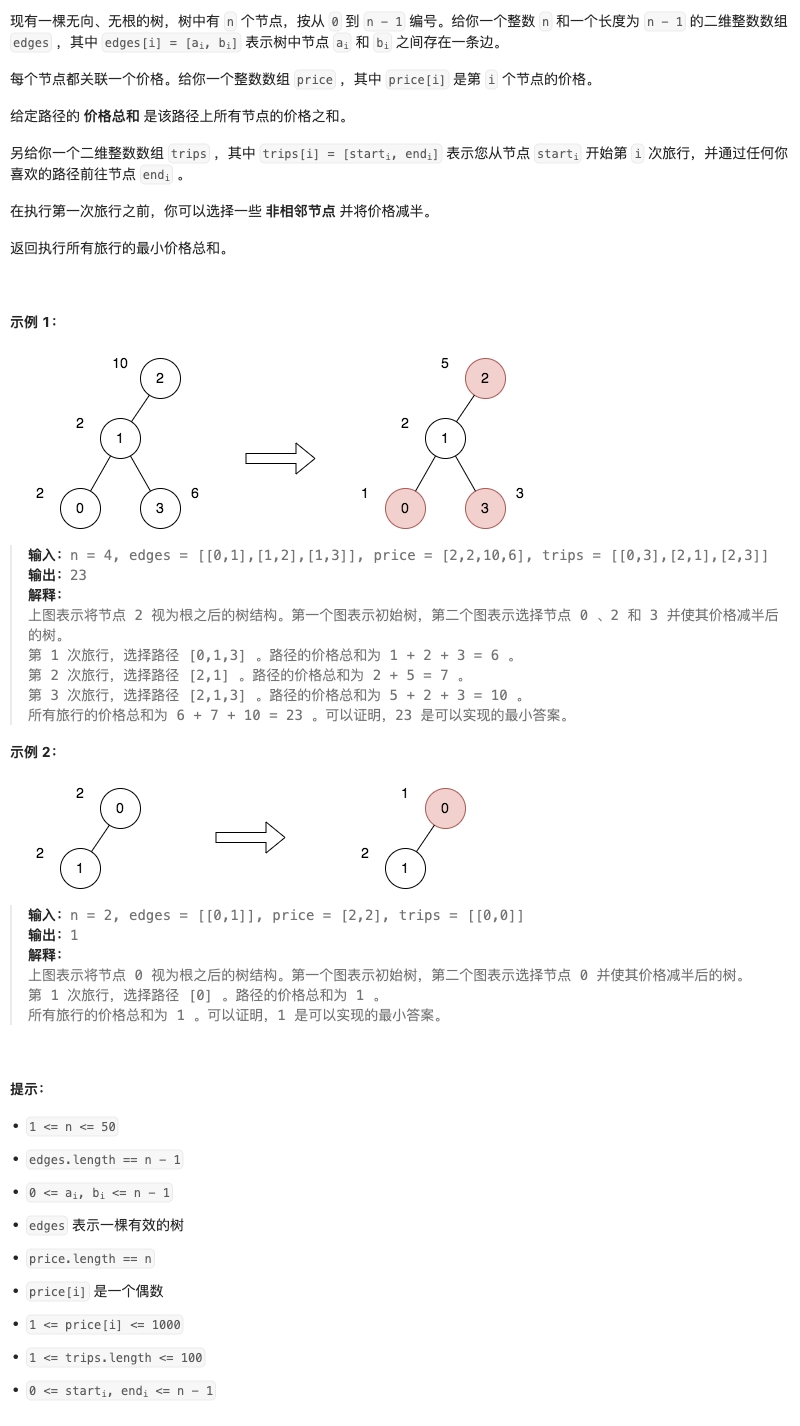 现有一棵无向、无根的树，树中有 n 个节点，按从 0 到 n - 1 编号。给你一个整数 n 和一个长度为 n - 1 的二维整数数组
edges ，其中 edges[i] = [ai, bi] 表示树中节点 ai 和 bi 之间存在一条边。
每个节点都关联一个价格。给你一个整数数组 price ，其中 price[i] 是第 i 个节点的价格。
给定路径的 价格总和 是该路径上所有节点的价格之和。
另给你一个二维整数数组 trips ，其中 trips[i] = [starti, endi] 表示您从节点 starti 开始第 i 次旅行，并通过任何你
喜欢的路径前往节点 endi 。
在执行第一次旅行之前，你可以选择一些 非相邻节点 并将价格减半。
返回执行所有旅行的最小价格总和。
示例 1：
10 2 5 2
2 1 2 1
2 0 3 6 1 0 3 3
输入：n = 4, edges = [[0,1],[1,2],[1,3]], price = [2,2,10,6], trips = [[0,3],[2,1],[2,3]]
输出：23
解释：
上图表示将节点 2 视为根之后的树结构。第一个图表示初始树，第二个图表示选择节点 0 、2 和 3 并使其价格减半后
的树。
第 1 次旅行，选择路径 [0,1,3] 。路径的价格总和为 1 + 2 + 3 = 6 。
第 2 次旅行，选择路径 [2,1] 。路径的价格总和为 2 + 5 = 7 。
第 3 次旅行，选择路径 [2,1,3] 。路径的价格总和为 5 + 2 + 3 = 10 。
所有旅行的价格总和为 6 + 7 + 10 = 23 。可以证明，23 是可以实现的最小答案。
示例 2：
2 0 1 0
2 1 2 1
输入：n = 2, edges = [[0,1]], price = [2,2], trips = [[0,0]]
输出：1
解释：
上图表示将节点 0 视为根之后的树结构。第一个图表示初始树，第二个图表示选择节点 0 并使其价格减半后的树。
第 1 次旅行，选择路径 [0] 。路径的价格总和为 1 。
所有旅行的价格总和为 1 。可以证明，1 是可以实现的最小答案。
提示：
• 1 <= n <= 50
• edges.length == n - 1
• 0 <= ai, bi <= n - 1
• edges 表示一棵有效的树
• price.length == n
• price[i] 是一个偶数
• 1 <= price[i] <= 1000
• 1 <= trips.length <= 100
• 0 <= starti, endi <= n - 1